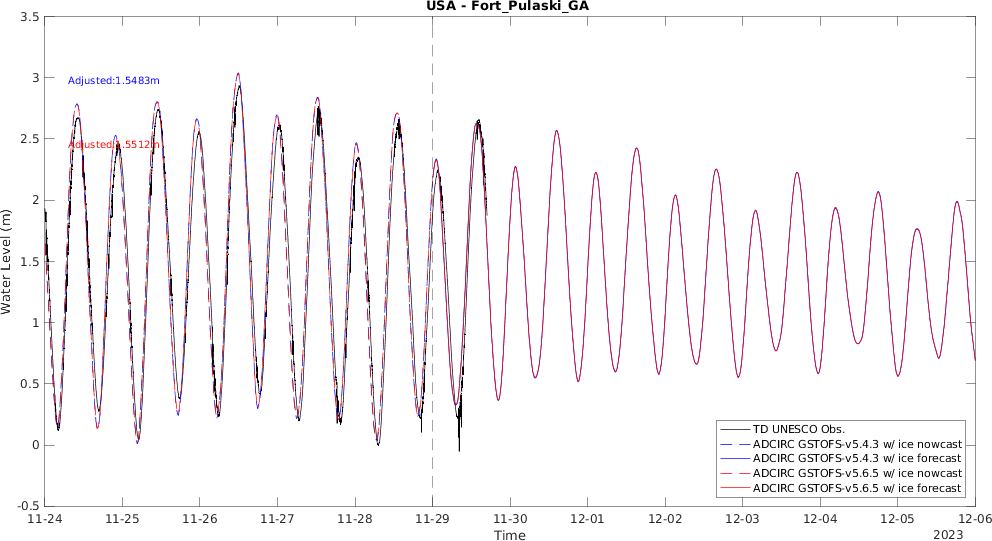 USA - Fort_Pulaski_GA
3.5
3
2.5
2
1.5
1
0.5
0
-0.5
Water Level (m)
Adjusted:1.5483m
Adjusted:1.5512m
TD UNESCO Obs.
ADCIRC GSTOFS-v5.4.3 w/ ice nowcast
ADCIRC GSTOFS-v5.4.3 w/ ice forecast
ADCIRC GSTOFS-v5.6.5 w/ ice nowcast
ADCIRC GSTOFS-v5.6.5 w/ ice forecast
11-24 11-25 11-26 11-27 11-28 11-29 11-30 12-01 12-02 12-03 12-04 12-05 12-06
Time
2023